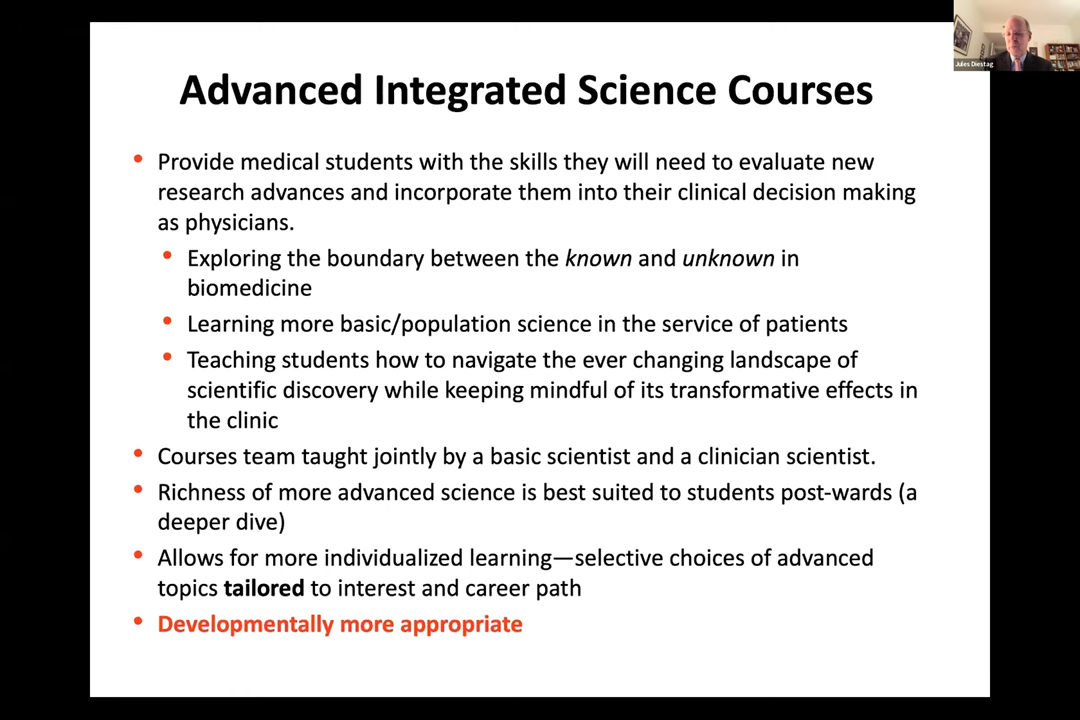 Jules Diestag
Advanced Integrated Science Courses
• Provide medical students with the skills they will need to evaluate new
research advances and incorporate them into their clinical decision making
as physicians.
• Exploring the boundary between the known and unknown in
biomedicine
• Learning more basic/population science in the service of patients
• Teaching students how to navigate the ever changing landscape of
scientific discovery while keeping mindful of its transformative effects in
the clinic
• Courses team taught jointly by a basic scientist and a clinician scientist.
• Richness of more advanced science is best suited to students post-wards (a
deeper dive)
• Allows for more individualized learning—selective choices of advanced
topics tailored to interest and career path
• Developmentally more appropriate